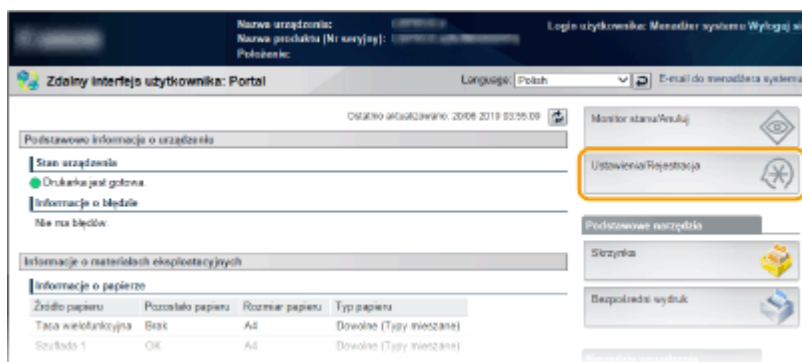 Nazwa urządzenia:
Nazwa produktu (Nr seryjny):
Położenie:
Login użytkownika: Menedżer systemu Wyloguj si
Zdalny interfejs użytkownika: Portal
Language: Polish
E-mail do menadżera systemu
Ostatnio aktualizowano: 20/06 2019 03:55:09
Podstawowe informacje o urządzeniu
Stan urządzenia
Drukarka jest gotowa.
Informacje o błędzie
Nie ma błędów.
Informacje o materiałach eksploatacyjnych
Informacje o papierze
Źródło papieru Pozostało papieru Rozmiar papieru Typ papieru
Taca wielofunkcyjna Brak A4 Dowolne (Typy mieszane)
Szuflada 1 OK A4 Dowolne (Typy mieszane)
Monitor stanu/Anuluj
Ustawienia/Rejestracja
Podstawowe narzędzia
Skrzynka
Bezpośredni wydruk